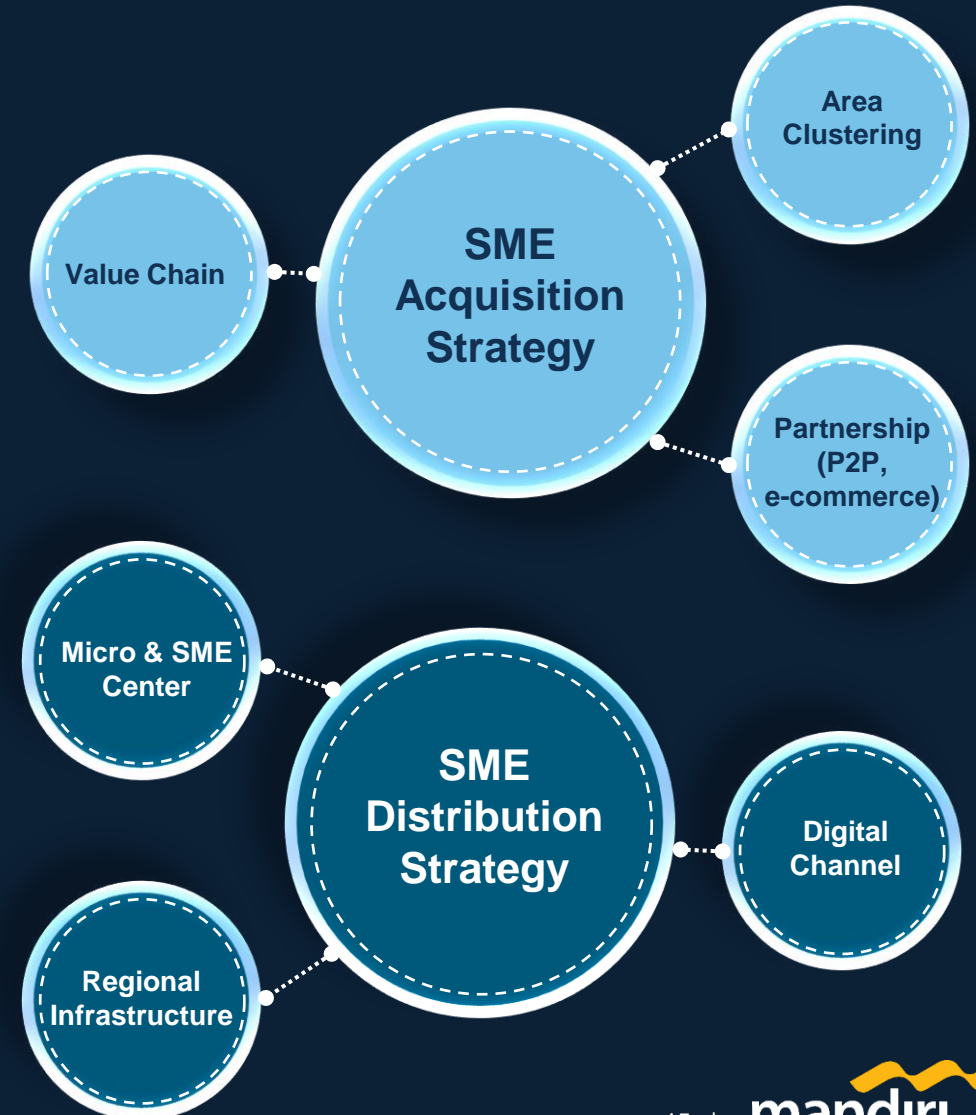 Area
Clustering
Value Chain
SME
Acquisition
Strategy
Partnership
(P2P,
e-commerce)
Micro & SME
Center
SME
Distribution
Strategy
Digital
Channel
Regional
Infrastructure
mandiri